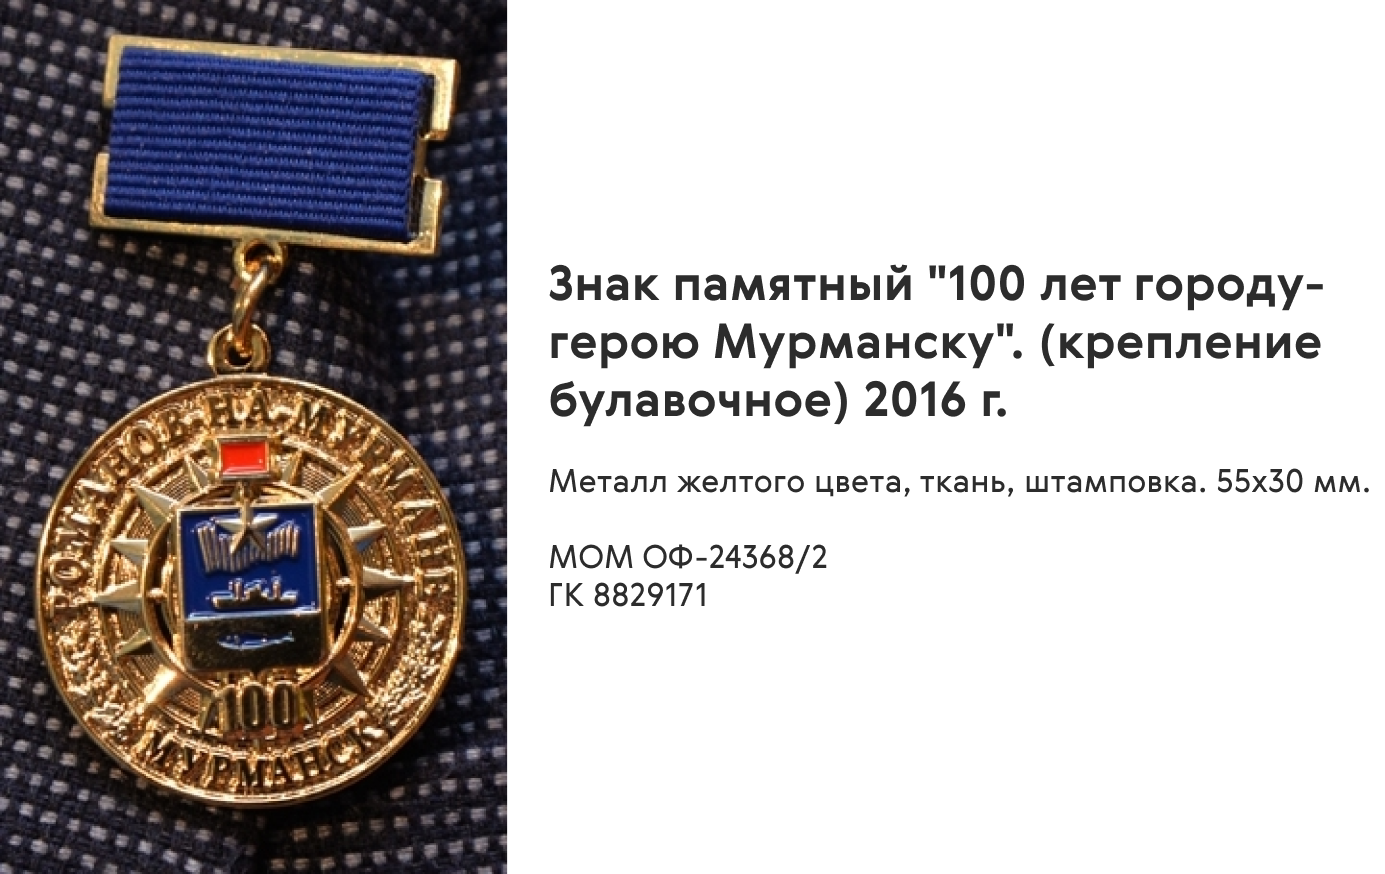 РОМАНОВ-НА-МУРМАНЕ
100
МУРМАНСК
Знак памятный "100 лет городу-
герою Мурманску". (крепление
булавочное) 2016 г.
Металл желтого цвета, ткань, штамповка. 55х30 мм.
МОМ ОФ-24368/2
ГК 8829171